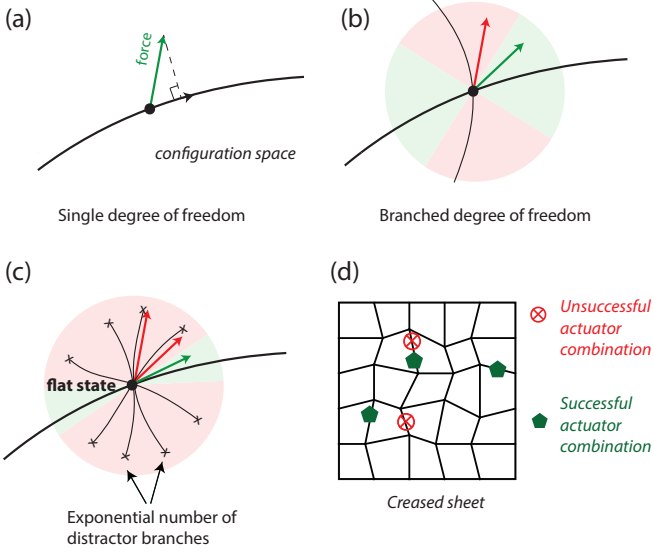 (a)
force
configuration space
Single degree of freedom
(b)
Branched degree of freedom
(c)
flat state
Exponential number of
distractor branches
(d)
Creased sheet
Unsuccessful
actuator
combination
Successful
actuator
combination